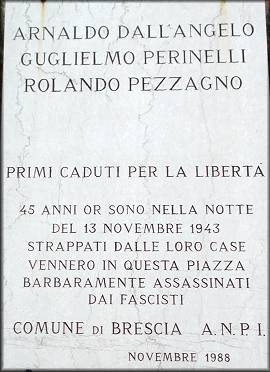 ARNALDO DALL'ANGELO
GUGLIELMO PERINELLI
ROLANDO PEZZAGNO
PRIMI CADUTI PER LA LIBERTÁ
45 ANNI OR SONO NELLA NOTTE
DEL 13 NOVEMBRE 1943
STRAPPATI DALLE LORO CASE
VENNERO IN QUESTA PIAZZA
BARBARAMENTE ASSASSINATI
DAI FASCISTI
COMUNE DI BRESCIA A.N.P.I.
NOVEMBRE 1988